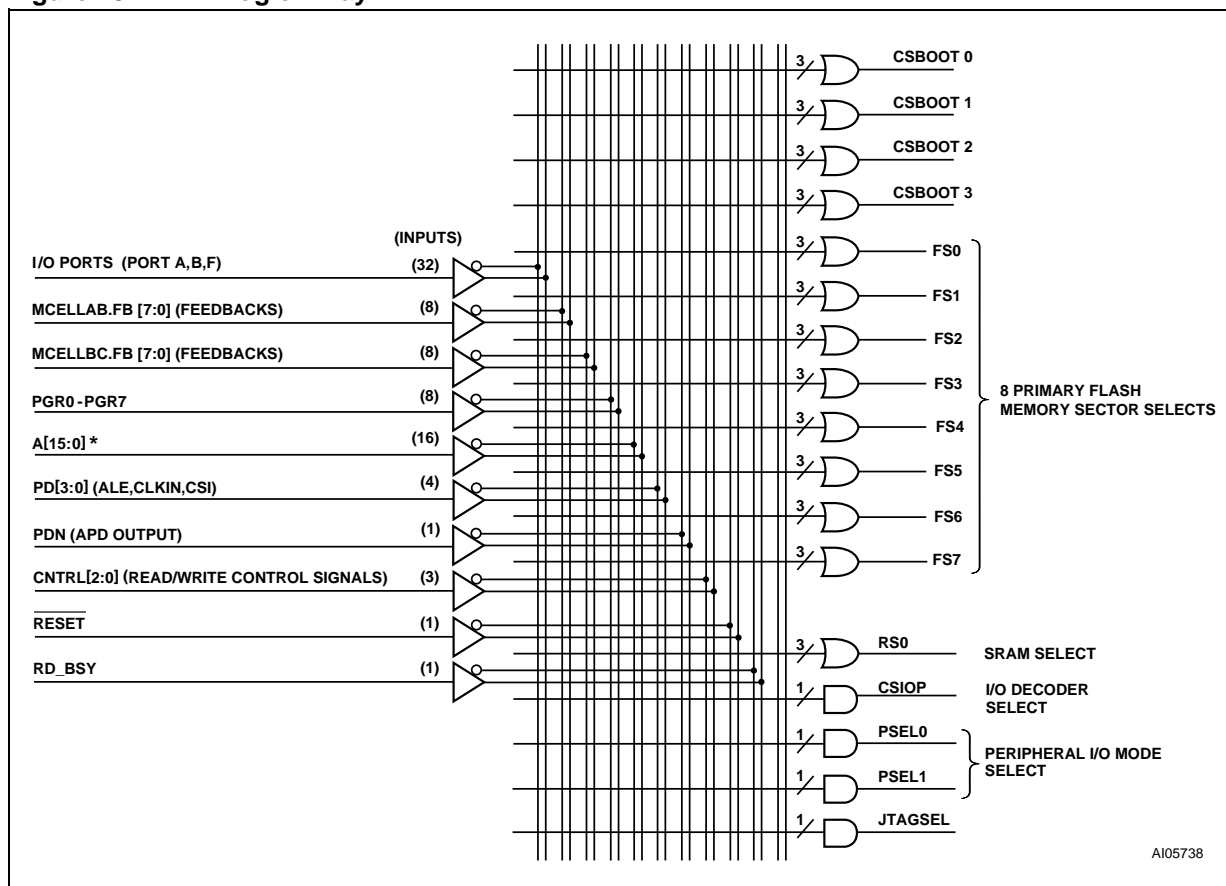 3 CSBOOT 0
3 CSBOOT 1
3 CSBOOT 2
3 CSBOOT 3
(INPUTS)
I/O PORTS (PORT A,B,F) (32)
MCELLAB.FB [7:0] (FEEDBACKS) (8)
MCELLBC.FB [7:0] (FEEDBACKS) (8)
PGR0 -PGR7 (8)
A[15:0] * (16)
PD[3:0] (ALE,CLKIN,CSI) (4)
PDN (APD OUTPUT) (1)
CNTRL[2:0] (READ/WRITE CONTROL SIGNALS) (3)
RESET (1)
RD_BSY (1)
3 FS0
3 FS1
3 FS2
3 FS3
3 FS4
3 FS5
3 FS6
3 FS7
8 PRIMARY FLASH
MEMORY SECTOR SELECTS
3 RS0 SRAM SELECT
1 CSIOP I/O DECODER
SELECT
1 PSEL0
1 PSEL1
PERIPHERAL I/O MODE
SELECT
1 JTAGSEL
AI05738